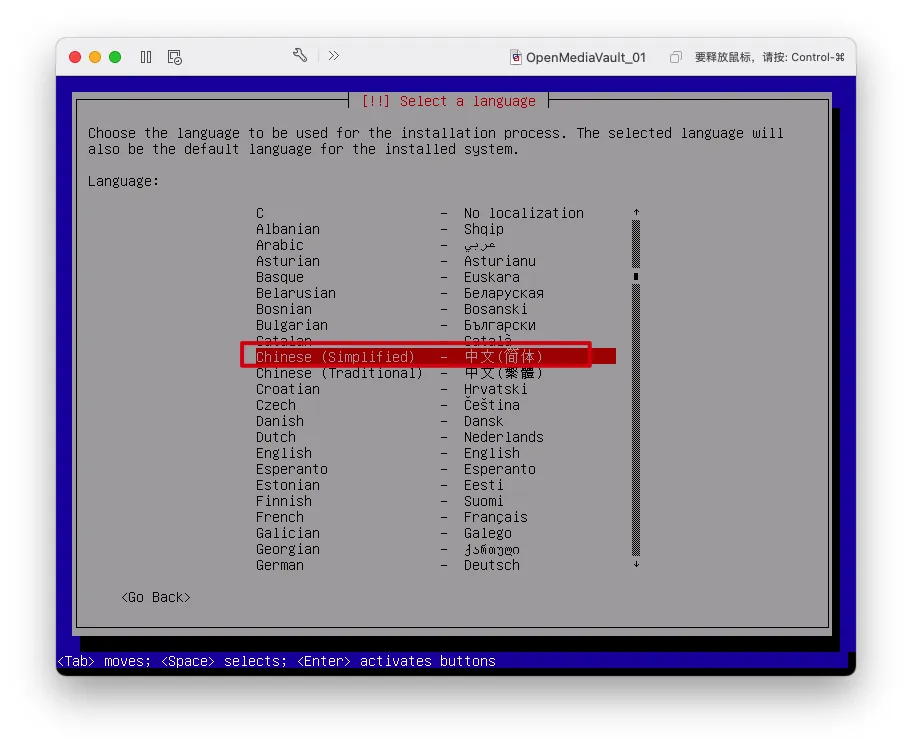 OpenMediaVault_01
要释放鼠标，请按: Control-⌘
[!!] Select a language
Choose the language to be used for the installation process. The selected language will
also be the default language for the installed system.
Language:
C - No localization
Albanian - Shqip
Arabic - عربي
Asturian - Asturianu
Basque - Euskara
Belarusian - Беларуская
Bosnian - Bosanski
Bulgarian - Български
Catalan - Català
Chinese (Simplified) - 中文(简体)
Chinese (Traditional) - 中文(繁體)
Croatian - Hrvatski
Czech - Čeština
Danish - Dansk
Dutch - Nederlands
English - English
Esperanto - Esperanto
Estonian - Eesti
Finnish - Suomi
French - Français
Galician - Galego
Georgian - ქართული
German - Deutsch
<Go Back>
<Tab> moves; <Space> selects; <Enter> activates buttons